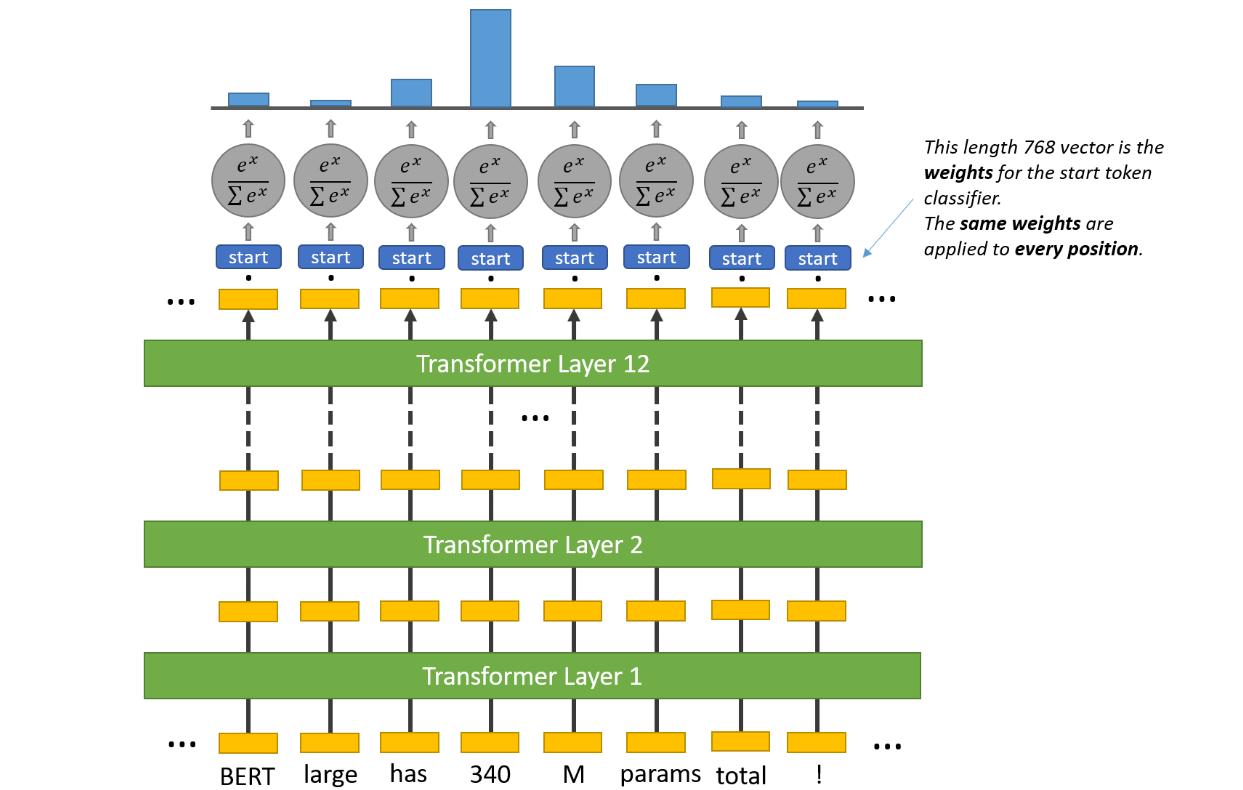 e^x e^x e^x e^x e^x e^x e^x e^x
∑ e^x ∑ e^x ∑ e^x ∑ e^x ∑ e^x ∑ e^x ∑ e^x ∑ e^x
This length 768 vector is the
weights for the start token
classifier.
The same weights are
applied to every position.
start start start start start start start start
... ...
Transformer Layer 12
...
Transformer Layer 2
Transformer Layer 1
... ...
BERT large has 340 M params total !